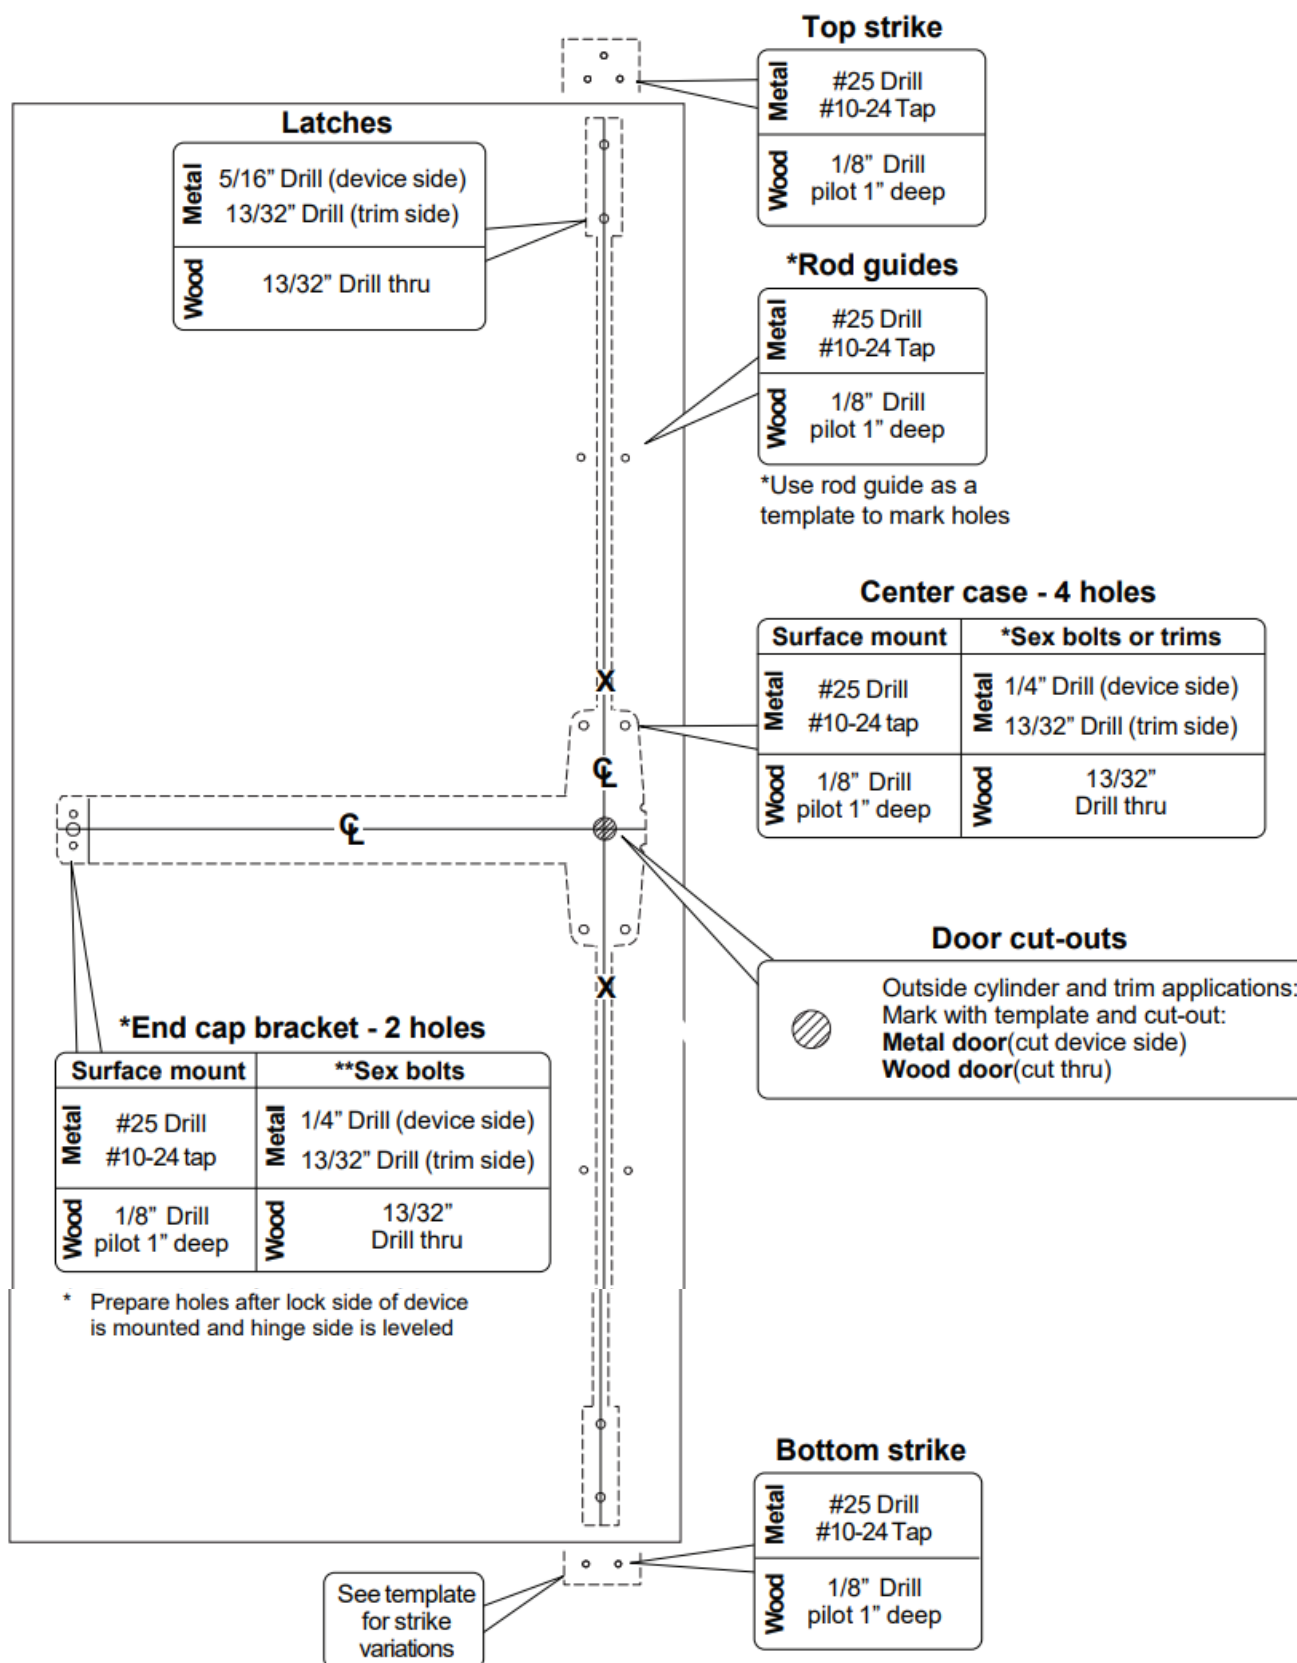 Top strike
Metal
#25 Drill
#10-24 Tap
Wood
1/8” Drill
pilot 1” deep
Latches
Metal
5/16” Drill (device side)
13/32” Drill (trim side)
Wood
13/32” Drill thru
*Rod guides
Metal
#25 Drill
#10-24 Tap
Wood
1/8” Drill
pilot 1” deep
*Use rod guide as a
template to mark holes
Center case - 4 holes
Surface mount
*Sex bolts or trims
Metal
#25 Drill
#10-24 tap
Metal
1/4” Drill (device side)
13/32” Drill (trim side)
Wood
1/8” Drill
pilot 1” deep
Wood
13/32”
Drill thru
X
℄
℄
X
Door cut-outs
Outside cylinder and trim applications:
Mark with template and cut-out:
Metal door(cut device side)
Wood door(cut thru)
*End cap bracket - 2 holes
Surface mount
**Sex bolts
Metal
#25 Drill
#10-24 tap
Metal
1/4” Drill (device side)
13/32” Drill (trim side)
Wood
1/8” Drill
pilot 1” deep
Wood
13/32”
Drill thru
* Prepare holes after lock side of device
is mounted and hinge side is leveled
Bottom strike
Metal
#25 Drill
#10-24 Tap
Wood
1/8” Drill
pilot 1” deep
See template
for strike
variations